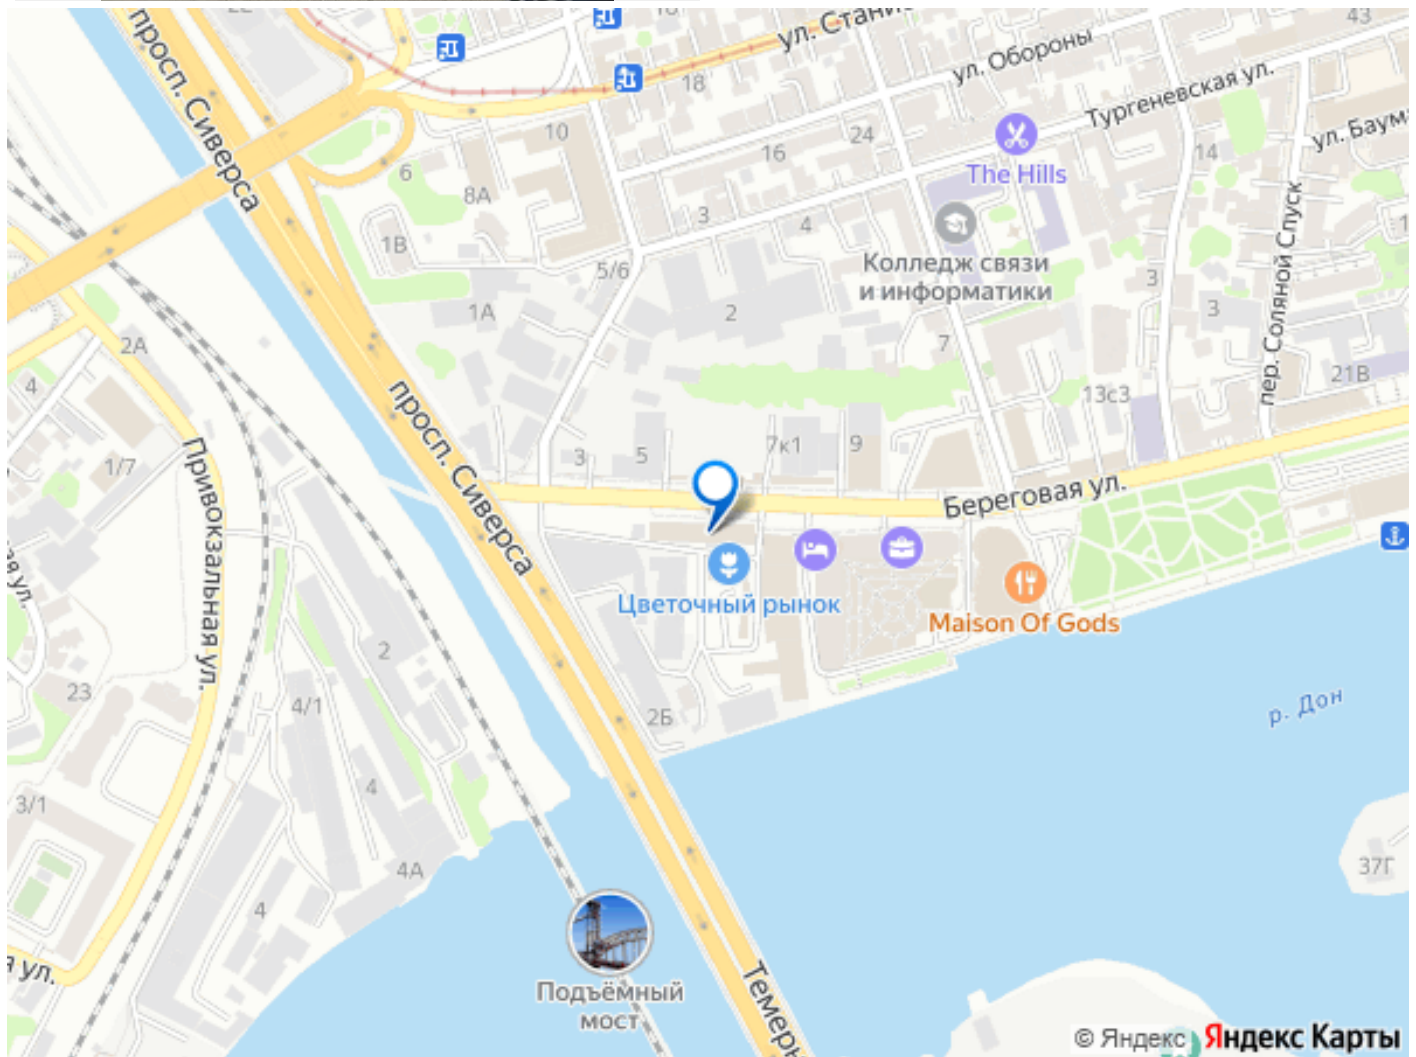 43
ул. Обороны
просп. Сиверса
18
Тургеневская ул.
10
24
16
14
6
8А
The Hills
3
4
1В
Колледж связи
и информатики
5/6
пер. Соляной Спуск
3
3
1А
2
7
2А
4
21В
13с3
просп. Сиверса
7к1
9
3
5
1/7
Привокзальная ул.
Береговая ул.
Цветочный рынок
Maison Of Gods
2
23
4/1
2Б
р. Дон
4
3/1
4А
37Г
4
Подъёмный
мост
© Яндекс Яндекс Карты